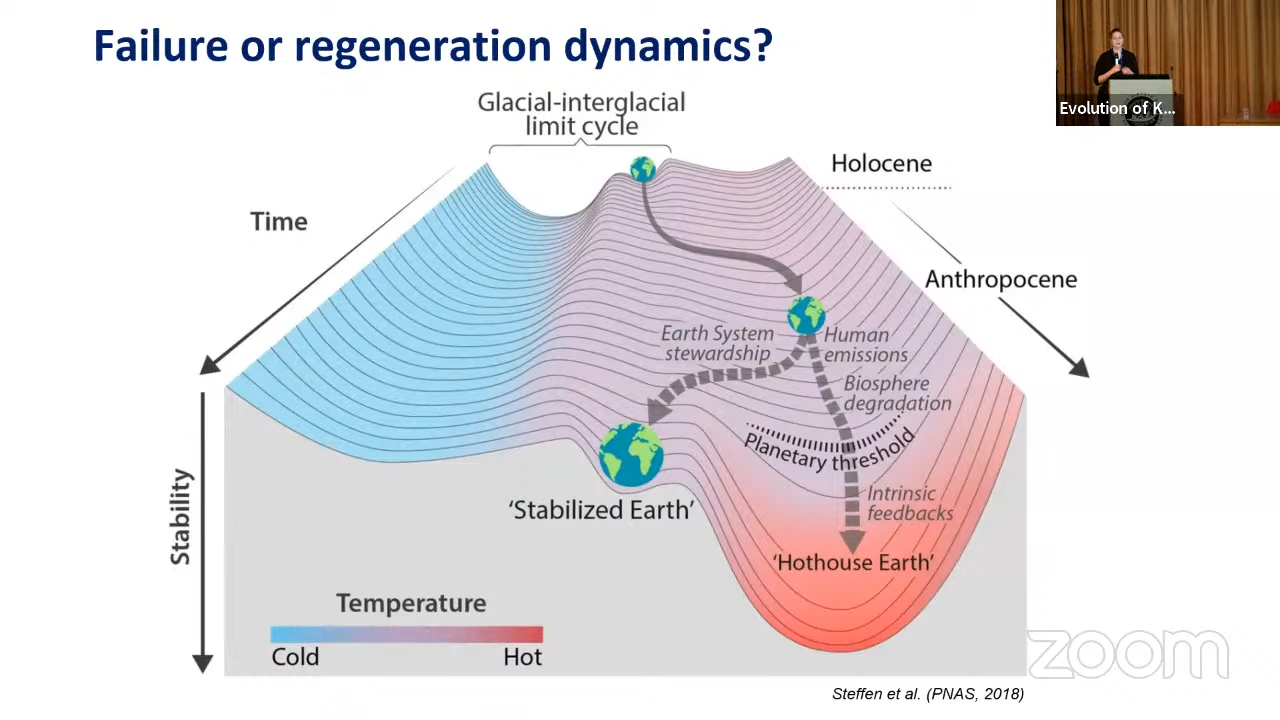 Failure or regeneration dynamics?
Evolution of K...
Glacial-interglacial
limit cycle
Holocene
Time
Anthropocene
Earth System
stewardship
Human
emissions
Biosphere
degradation
Planetary threshold
Stability
Intrinsic
feedbacks
‘Stabilized Earth’
‘Hothouse Earth’
Temperature
Cold
Hot
zoom
Steffen et al. (PNAS, 2018)